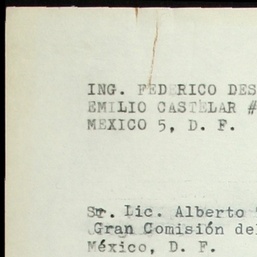 ING. FEDERICO DES
EMILIO CASTELAR #
MEXICO 5, D. F.
Sr. Lic. Alberto
Gran Comisión de
México, D. F.